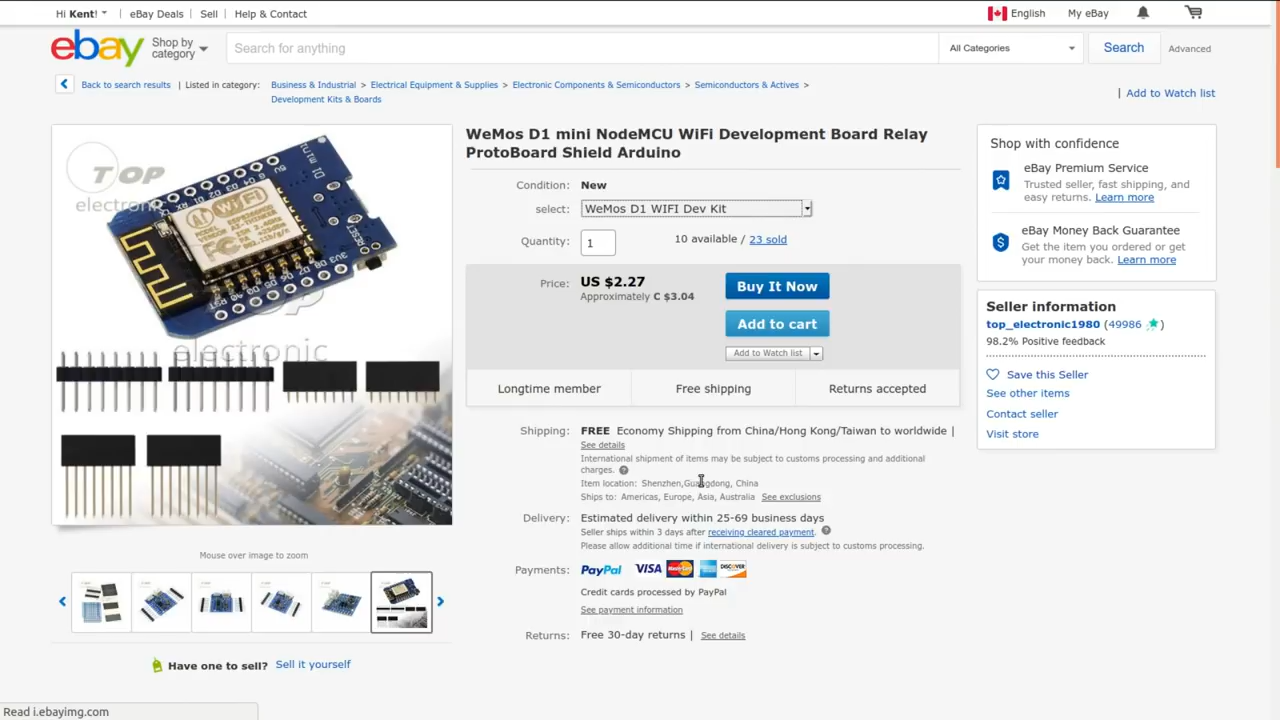 Hi Kent!
eBay Deals
Sell
Help & Contact
English
My eBay
ebay
Shop by
category
Search for anything
All Categories
Search
Advanced
Back to search results | Listed in category:
Business & Industrial > Electrical Equipment & Supplies > Electronic Components & Semiconductors > Semiconductors & Actives >
Development Kits & Boards
| Add to Watch list
TOP
electronic
WiFi
RESET
electronic
Mouse over image to zoom
Have one to sell? Sell it yourself
WeMos D1 mini NodeMCU WiFi Development Board Relay
ProtoBoard Shield Arduino
Condition: New
select: WeMos D1 WIFI Dev Kit
Quantity: 1
10 available / 23 sold
Price: US $2.27
Approximately C $3.04
Buy It Now
Add to cart
Add to Watch list
Longtime member
Free shipping
Returns accepted
Shipping: FREE Economy Shipping from China/Hong Kong/Taiwan to worldwide |
See details
International shipment of items may be subject to customs processing and additional
charges. ?
Item location: Shenzhen,Guangdong, China
Ships to: Americas, Europe, Asia, Australia See exclusions
Delivery: Estimated delivery within 25-69 business days
Seller ships within 3 days after receiving cleared payment. ?
Please allow additional time if international delivery is subject to customs processing.
Payments: PayPal VISA MasterCard DISCOVER
Credit cards processed by PayPal
See payment information
Returns: Free 30-day returns | See details
Shop with confidence
eBay Premium Service
Trusted seller, fast shipping, and
easy returns. Learn more
eBay Money Back Guarantee
Get the item you ordered or get
your money back. Learn more
Seller information
top_electronic1980 (49986 )
98.2% Positive feedback
Save this Seller
See other items
Contact seller
Visit store
Read i.ebayimg.com